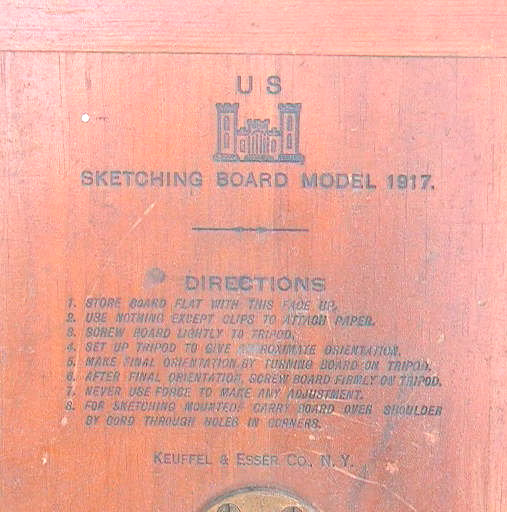 U S
SKETCHING BOARD MODEL 1917.
DIRECTIONS
1. STORE BOARD FLAT WITH THIS FACE UP.
2. USE NOTHING EXCEPT CLIPS TO ATTACH PAPER.
3. SCREW BOARD LIGHTLY TO TRIPOD.
4. SET UP TRIPOD TO GIVE APPROXIMATE ORIENTATION.
5. MAKE FINAL ORIENTATION BY TURNING BOARD ON TRIPOD.
6. AFTER FINAL ORIENTATION, SCREW BOARD FIRMLY ON TRIPOD.
7. NEVER USE FORCE TO MAKE ANY ADJUSTMENT.
8. FOR SKETCHING MOUNTED CARRY BOARD OVER SHOULDER
BY CORD THROUGH HOLES IN CORNERS.
KEUFFEL & ESSER CO., N. Y.